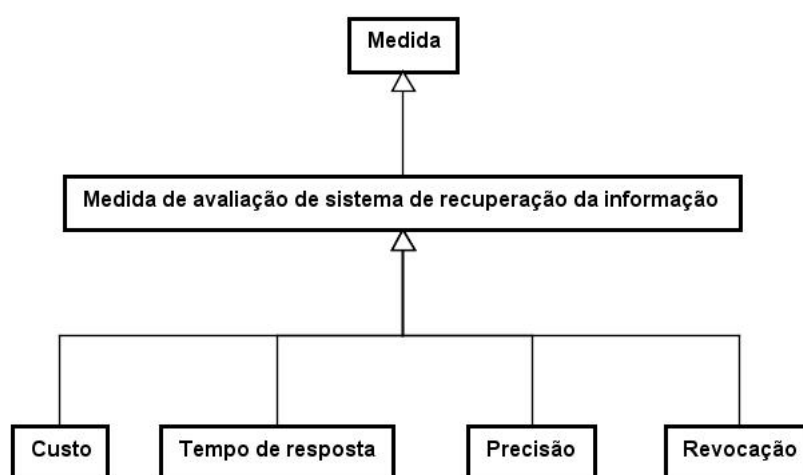 Medida
Medida de avaliação de sistema de recuperação da informação
Custo
Tempo de resposta
Precisão
Revocação